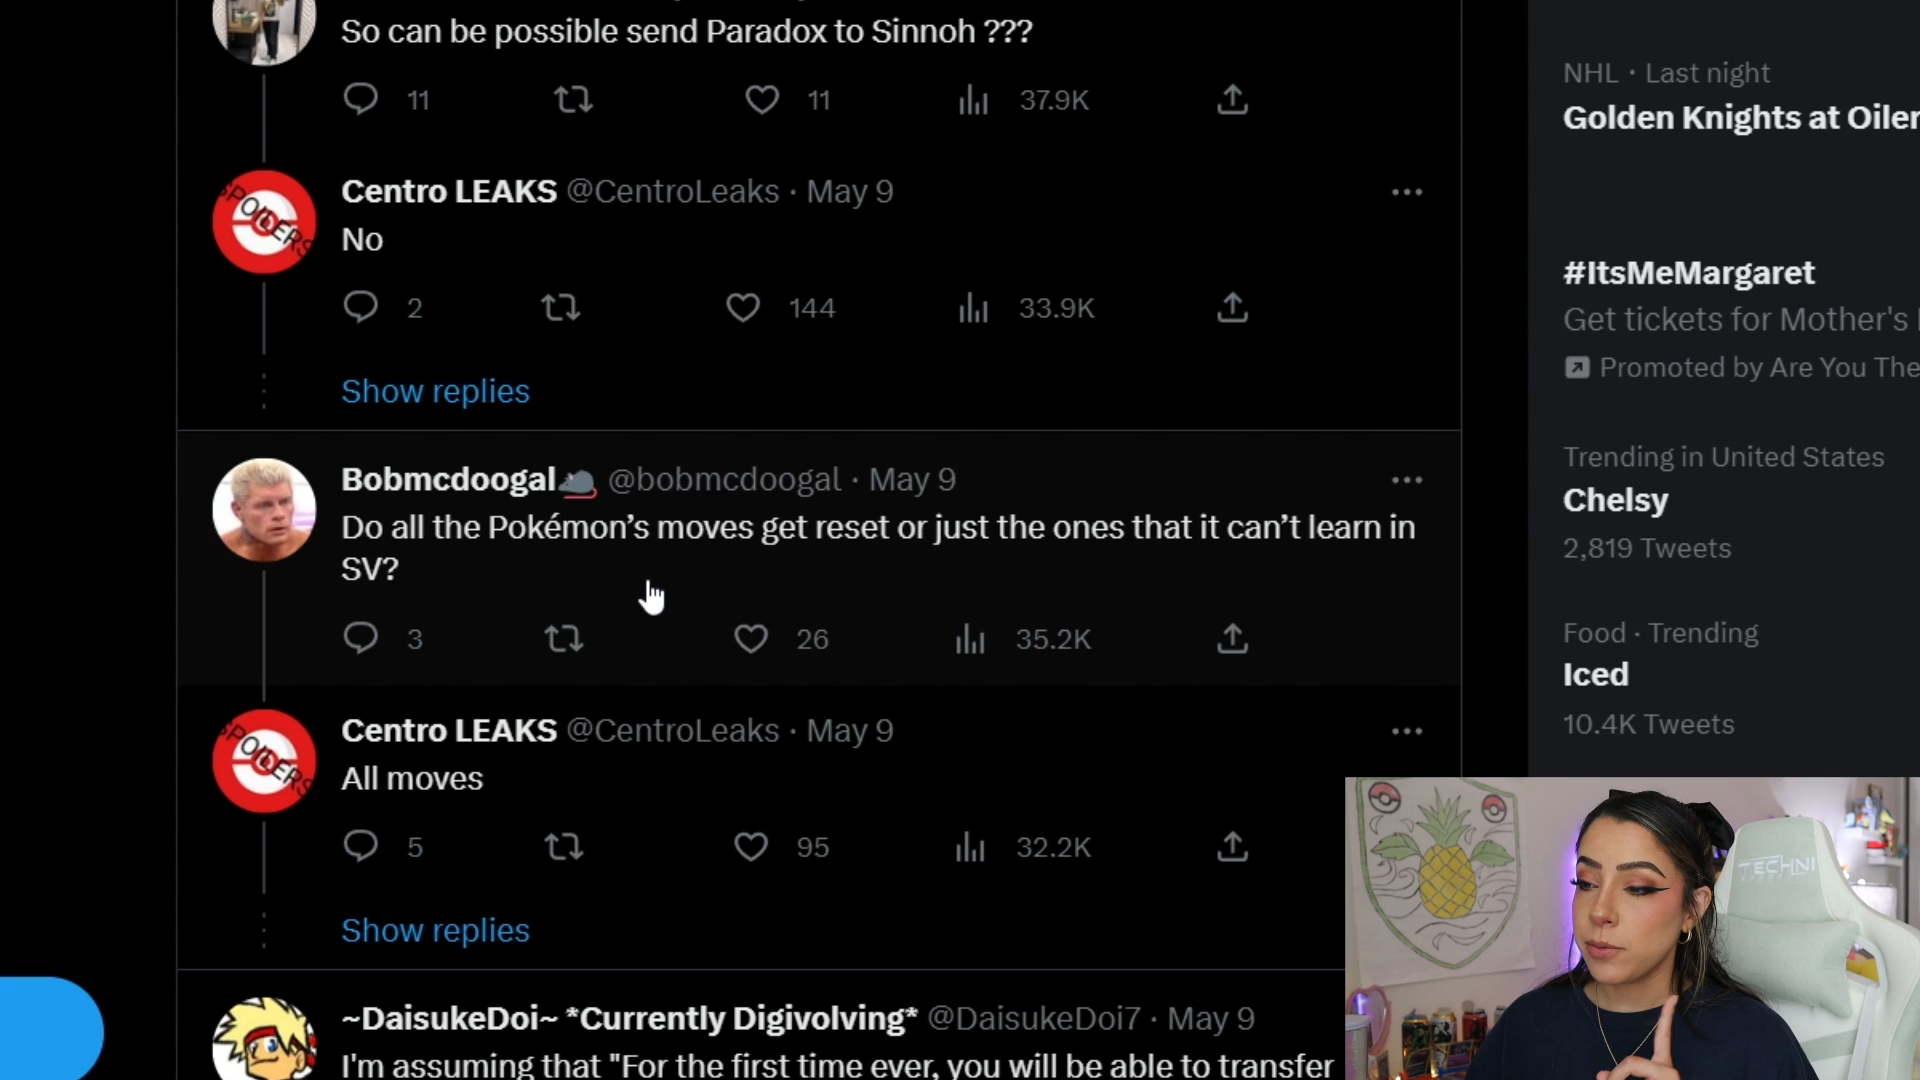 So can be possible send Paradox to Sinnoh ???
11 11 37.9K
Centro LEAKS @CentroLeaks · May 9
No
2 144 33.9K
Show replies
Bobmcdoogal🐀 @bobmcdoogal · May 9
Do all the Pokémon’s moves get reset or just the ones that it can’t learn in
SV?
3 26 35.2K
Centro LEAKS @CentroLeaks · May 9
All moves
5 95 32.2K
Show replies
~DaisukeDoi~ *Currently Digivolving* @DaisukeDoi7 · May 9
I'm assuming that "For the first time ever, you will be able to transfer
NHL · Last night
Golden Knights at Oiler
#ItsMeMargaret
Get tickets for Mother's
Promoted by Are You The
Trending in United States
Chelsy
2,819 Tweets
Food · Trending
Iced
10.4K Tweets
SPOILERS
SPOILERS
TECHNI